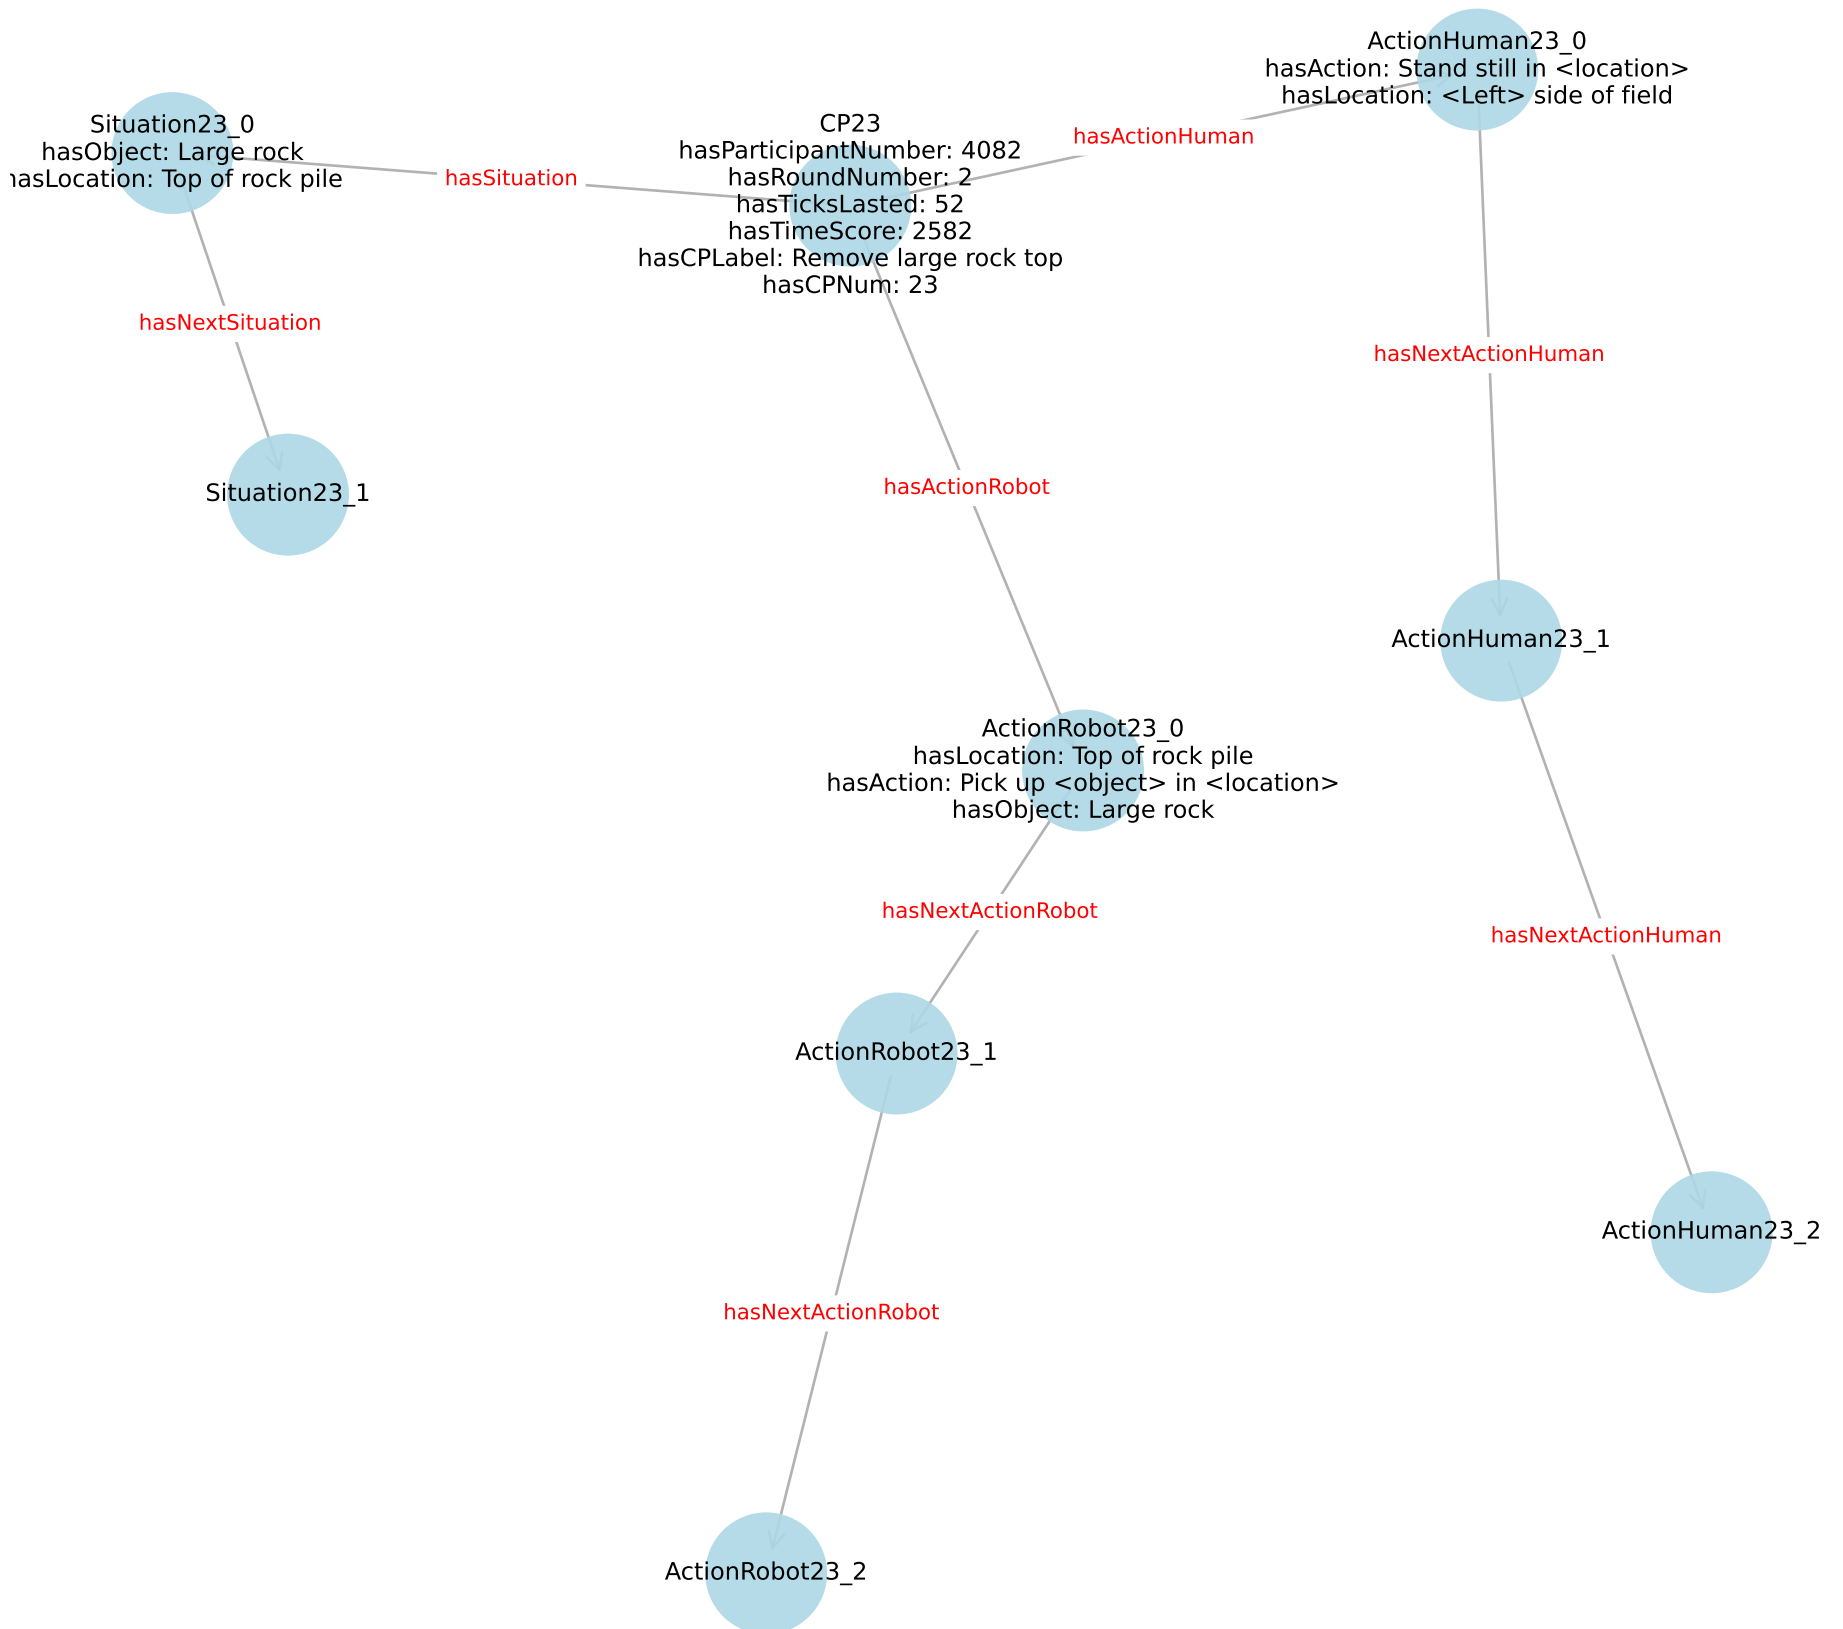 ActionHuman23_0
hasAction: Stand still in <location>
hasLocation: <Left> side of field
Situation23_0
hasObject: Large rock
hasLocation: Top of rock pile
CP23
hasParticipantNumber: 4082
hasRoundNumber: 2
hasTicksLasted: 52
hasTimeScore: 2582
hasCPLabel: Remove large rock top
hasCPNum: 23
hasActionHuman
hasSituation
hasNextSituation
hasNextActionHuman
hasActionRobot
Situation23_1
ActionHuman23_1
ActionRobot23_0
hasLocation: Top of rock pile
hasAction: Pick up <object> in <location>
hasObject: Large rock
hasNextActionRobot
hasNextActionHuman
ActionRobot23_1
ActionHuman23_2
hasNextActionRobot
ActionRobot23_2